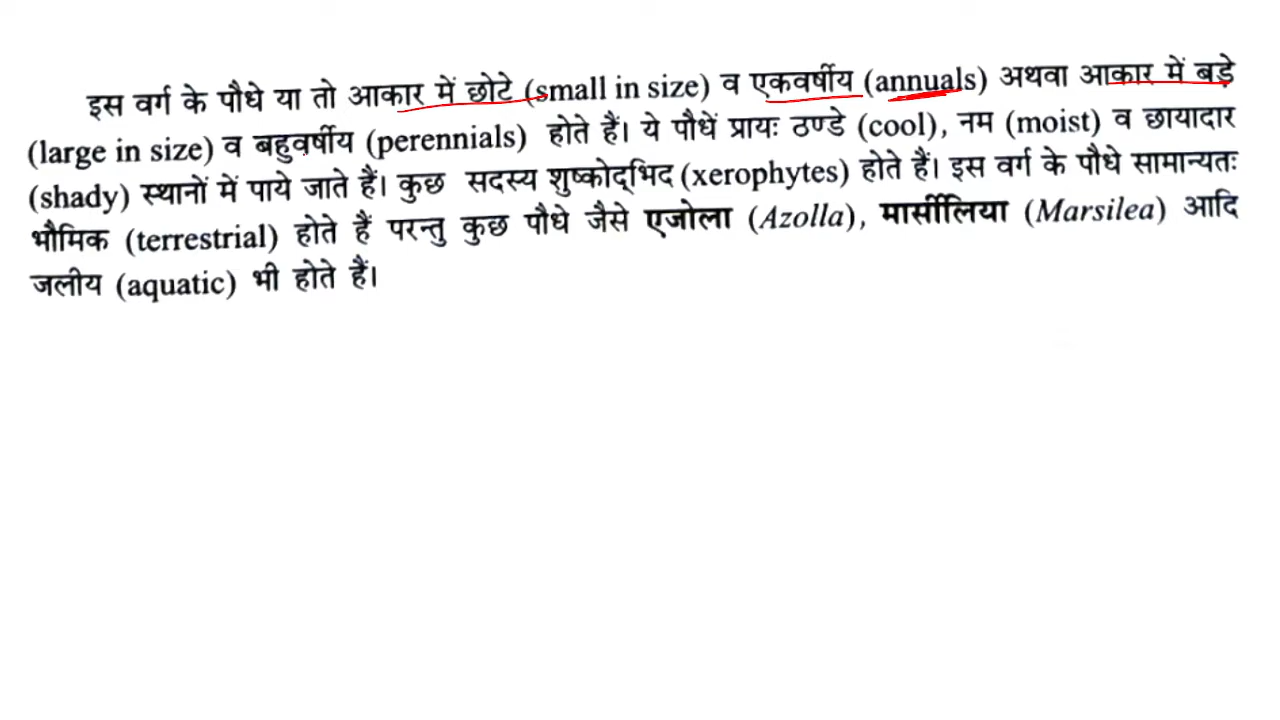 इस वर्ग के पौधे या तो आकार में छोटे (small in size) व एकवर्षीय (annuals) अथवा आकार में बड़े
(large in size) व बहुवर्षीय (perennials) होते हैं। ये पौधें प्रायः ठण्डे (cool), नम (moist) व छायादार
(shady) स्थानों में पाये जाते हैं। कुछ सदस्य शुष्कोद्‌भिद (xerophytes) होते हैं। इस वर्ग के पौधे सामान्यतः
भौमिक (terrestrial) होते हैं परन्तु कुछ पौधे जैसे एजोला (Azolla), मार्सीलिया (Marsilea) आदि
जलीय (aquatic) भी होते हैं।